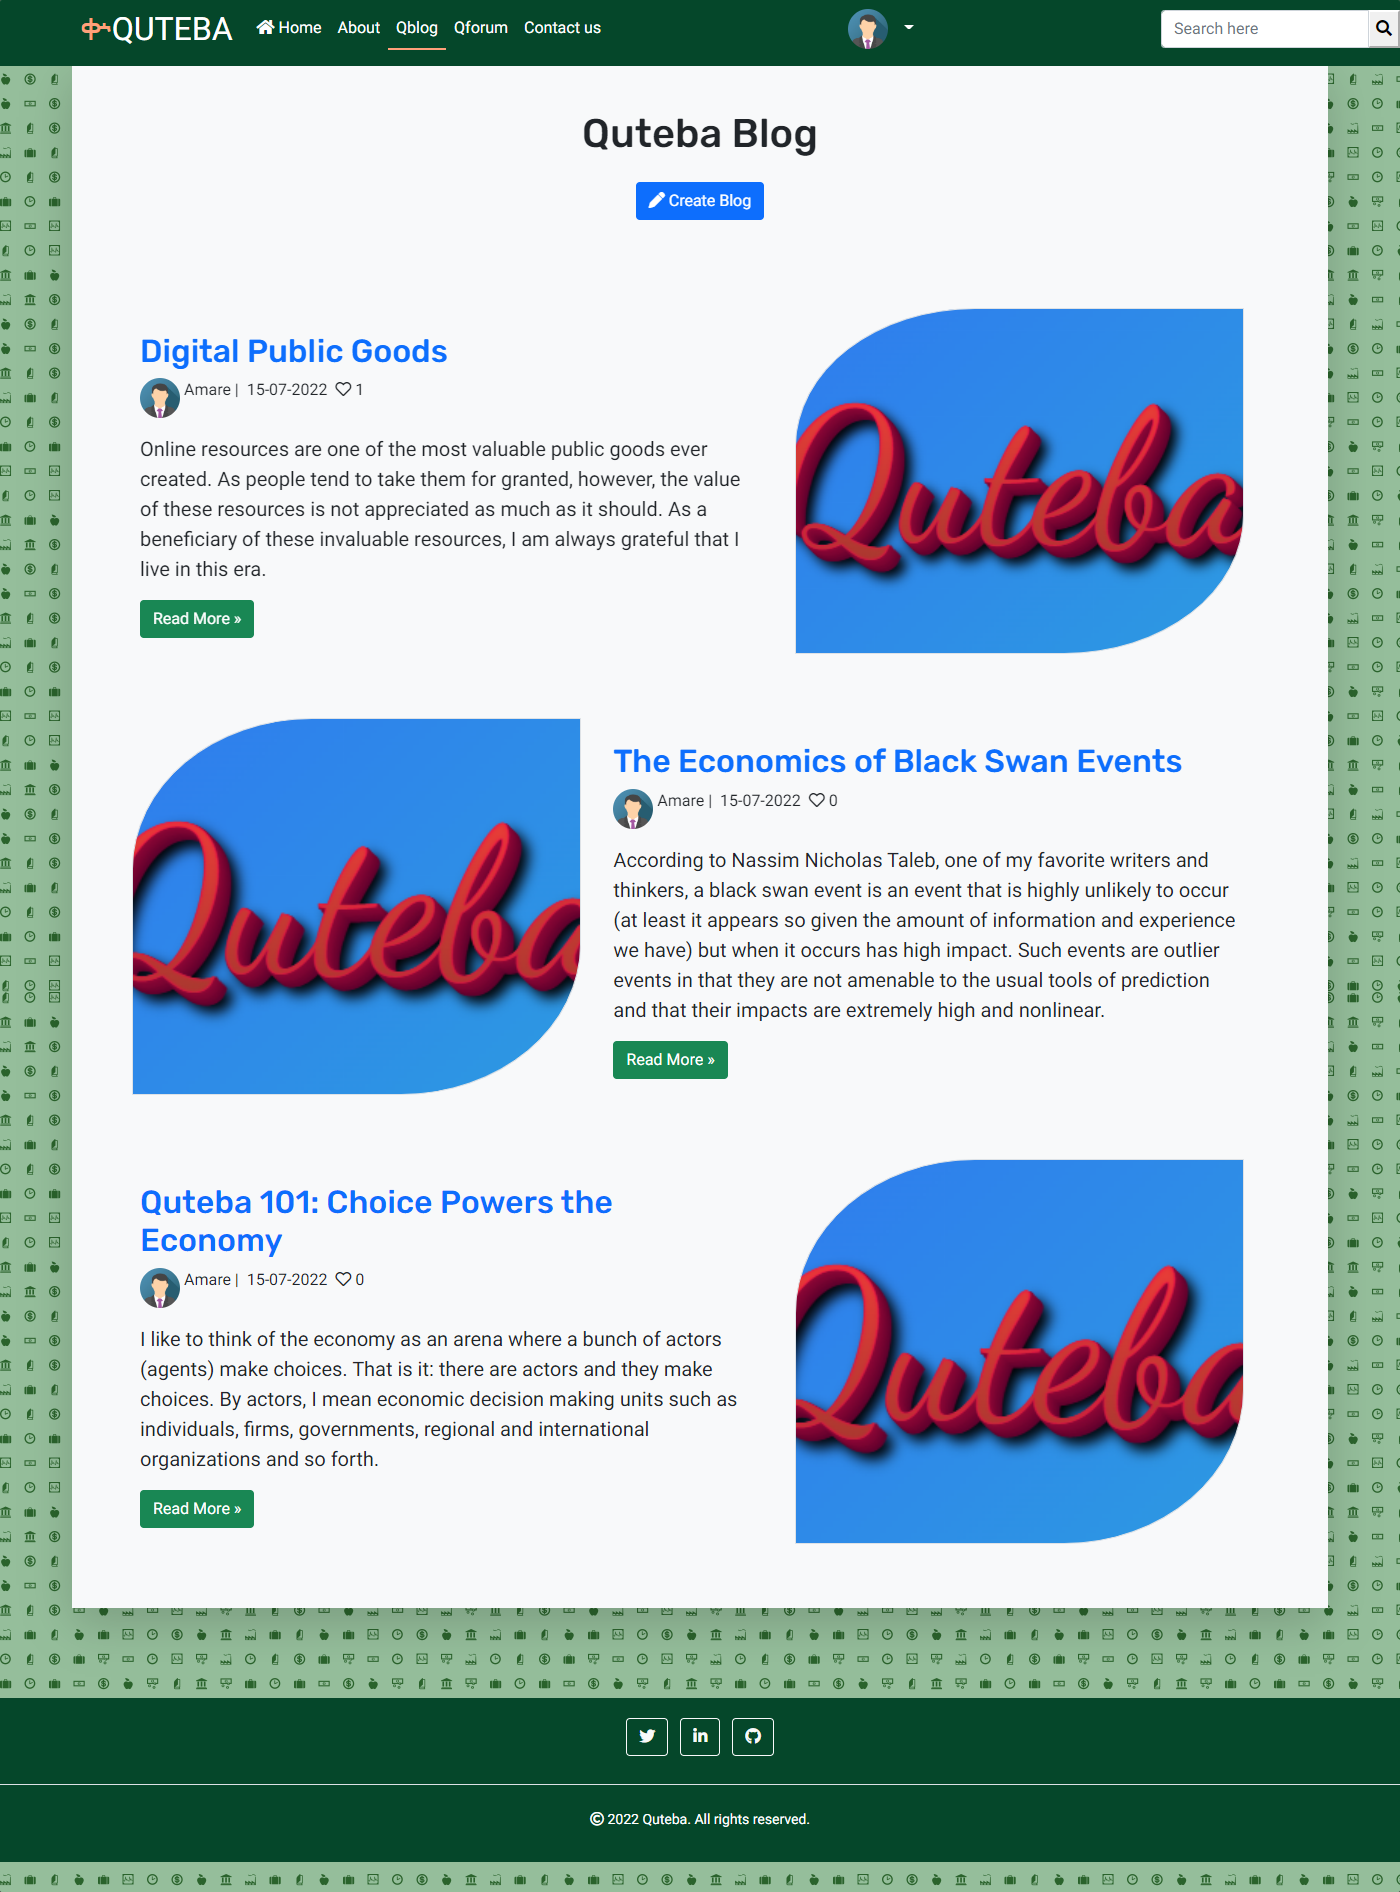 ቍQUTEBA
Home About Qblog Qforum Contact us
Search here
Quteba Blog
Create Blog
Digital Public Goods
Amare | 15-07-2022 1
Online resources are one of the most valuable public goods ever
created. As people tend to take them for granted, however, the value
of these resources is not appreciated as much as it should. As a
beneficiary of these invaluable resources, I am always grateful that I
live in this era.
Read More »
Quteba
The Economics of Black Swan Events
Amare | 15-07-2022 0
According to Nassim Nicholas Taleb, one of my favorite writers and
thinkers, a black swan event is an event that is highly unlikely to occur
(at least it appears so given the amount of information and experience
we have) but when it occurs has high impact. Such events are outlier
events in that they are not amenable to the usual tools of prediction
and that their impacts are extremely high and nonlinear.
Read More »
Quteba
Quteba 101: Choice Powers the
Economy
Amare | 15-07-2022 0
I like to think of the economy as an arena where a bunch of actors
(agents) make choices. That is it: there are actors and they make
choices. By actors, I mean economic decision making units such as
individuals, firms, governments, regional and international
organizations and so forth.
Read More »
Quteba
© 2022 Quteba. All rights reserved.